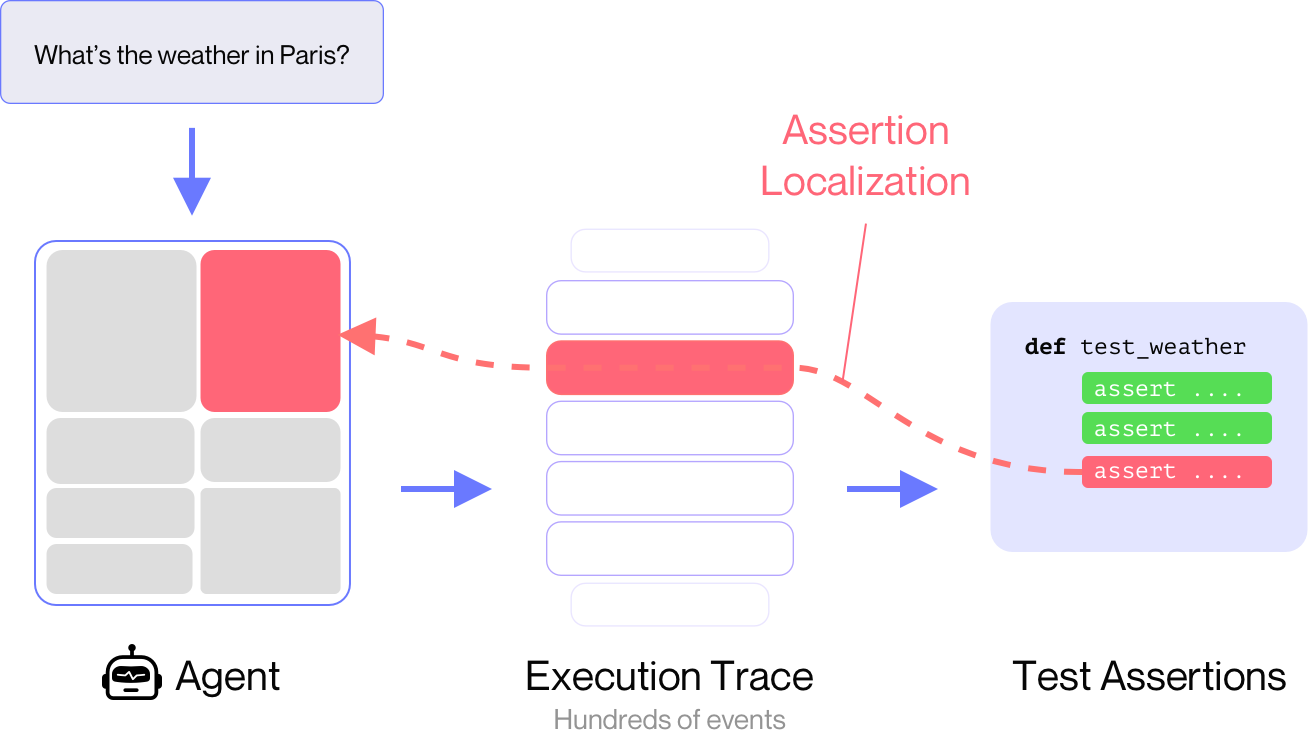 What's the weather in Paris?
Assertion
Localization
def test_weather
assert ....
assert ....
assert ....
Agent
Execution Trace
Hundreds of events
Test Assertions